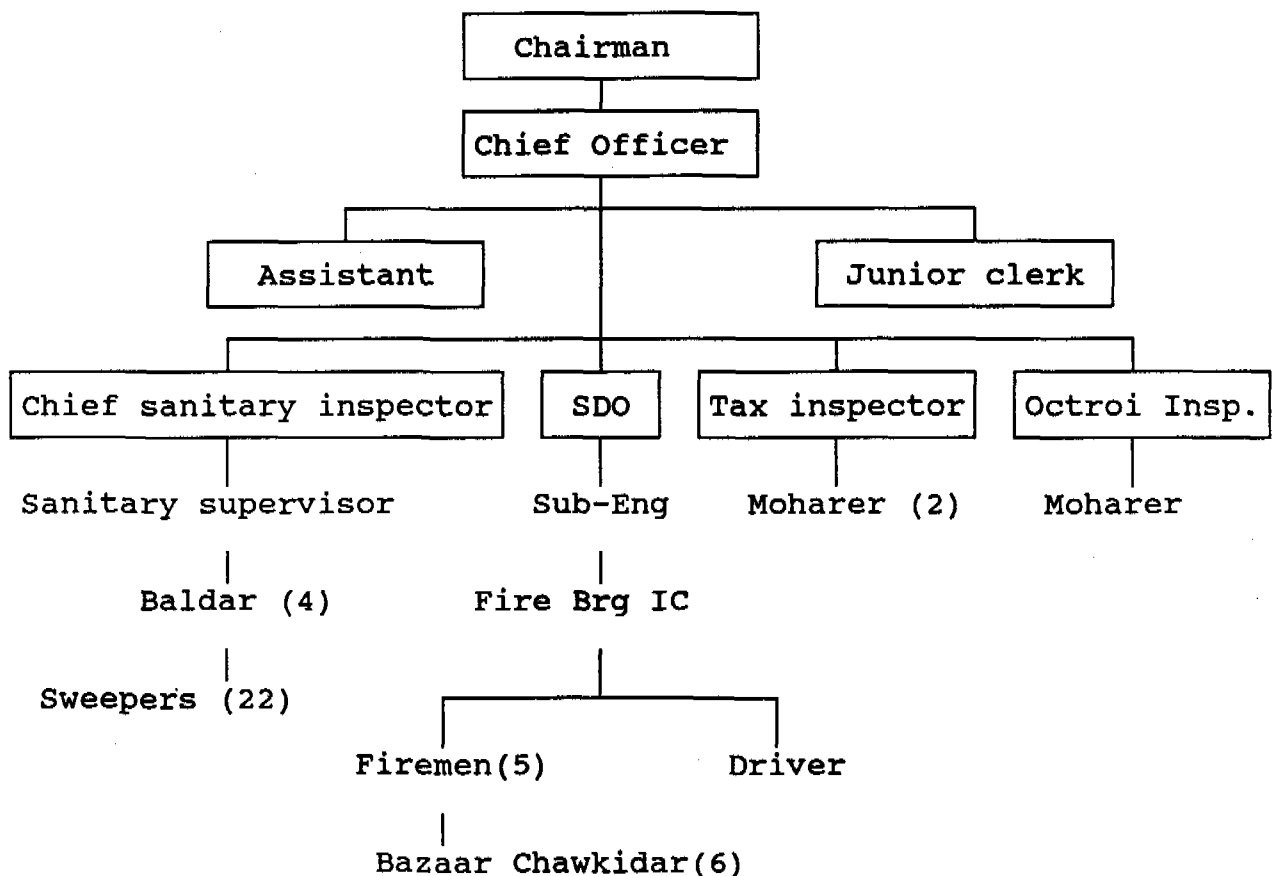 Chairman
Chief Officer
Assistant
Junior clerk
Chief sanitary inspector
SDO
Tax inspector
Octroi Insp.
Sanitary supervisor
Sub-Eng
Moharer (2)
Moharer
Baldar (4)
Fire Brg IC
Sweepers (22)
Firemen(5)
Driver
Bazaar Chawkidar(6)